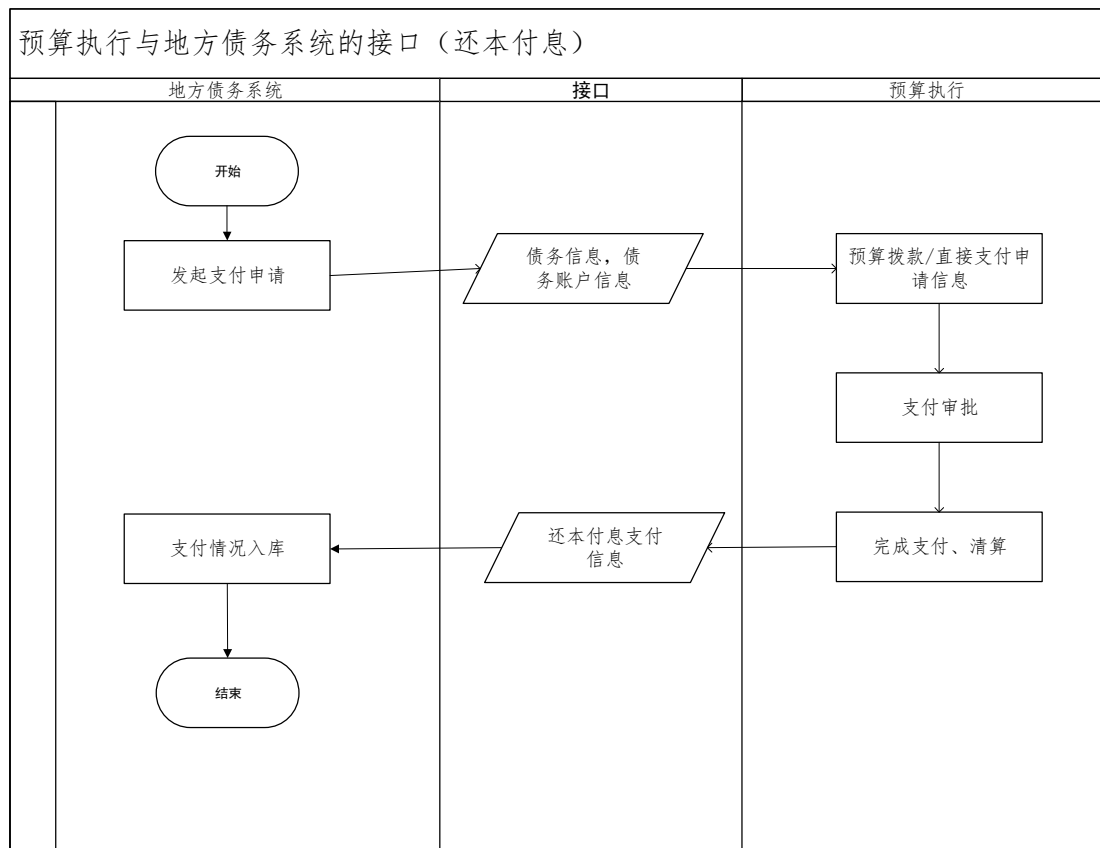 预算执行与地方债务系统的接口（还本付息）
地方债务系统
接口
预算执行
开始
发起支付申请
债务信息，债
务账户信息
预算拨款/直接支付申
请信息
支付审批
支付情况入库
还本付息支付
信息
完成支付、清算
结束